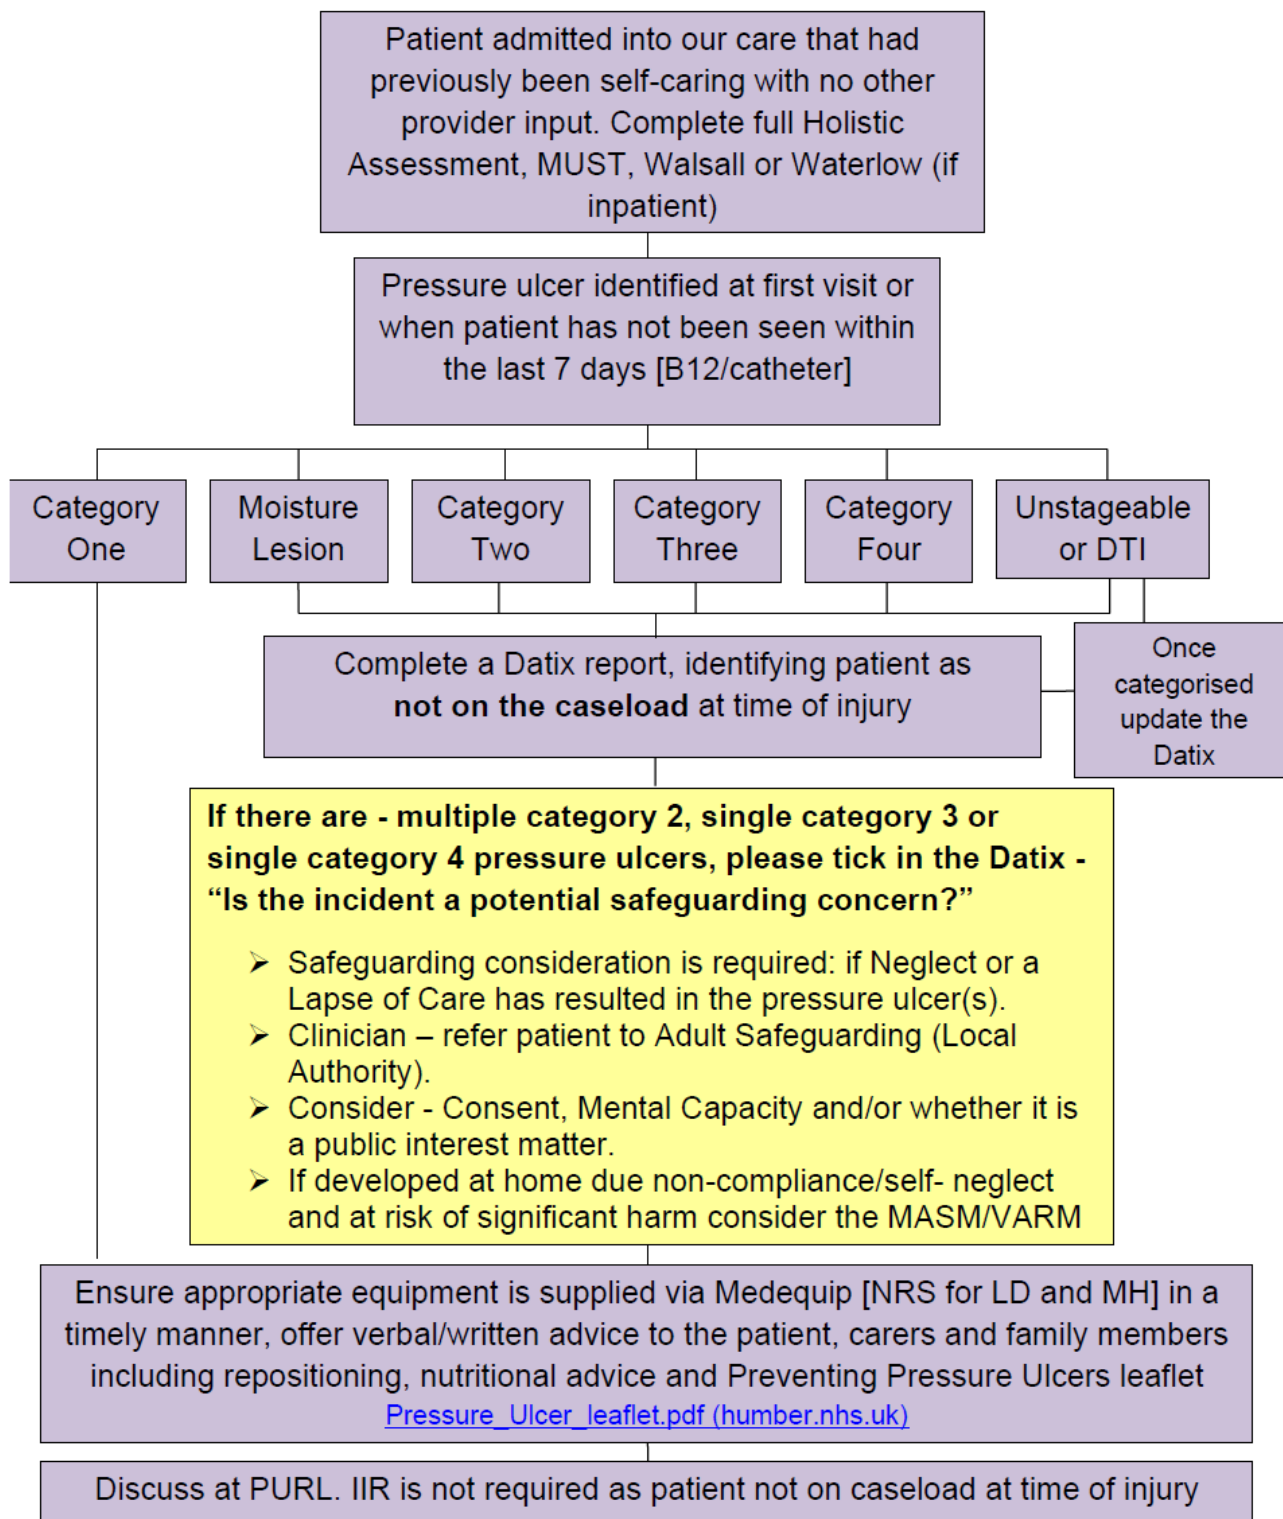 Patient admitted into our care that had
previously been self-caring with no other
provider input. Complete full Holistic
Assessment, MUST, Walsall or Waterlow (if
inpatient)
Pressure ulcer identified at first visit or
when patient has not been seen within
the last 7 days [B12/catheter]
Category
One
Moisture
Lesion
Category
Two
Category
Three
Category
Four
Unstageable
or DTI
Complete a Datix report, identifying patient as
not on the caseload at time of injury
Once
categorised
update the
Datix
If there are - multiple category 2, single category 3 or
single category 4 pressure ulcers, please tick in the Datix -
“Is the incident a potential safeguarding concern?”
➢ Safeguarding consideration is required: if Neglect or a
Lapse of Care has resulted in the pressure ulcer(s).
➢ Clinician – refer patient to Adult Safeguarding (Local
Authority).
➢ Consider - Consent, Mental Capacity and/or whether it is
a public interest matter.
➢ If developed at home due non-compliance/self- neglect
and at risk of significant harm consider the MASM/VARM
Ensure appropriate equipment is supplied via Medequip [NRS for LD and MH] in a
timely manner, offer verbal/written advice to the patient, carers and family members
including repositioning, nutritional advice and Preventing Pressure Ulcers leaflet
Pressure_Ulcer_leaflet.pdf (humber.nhs.uk)
Discuss at PURL. IIR is not required as patient not on caseload at time of injury